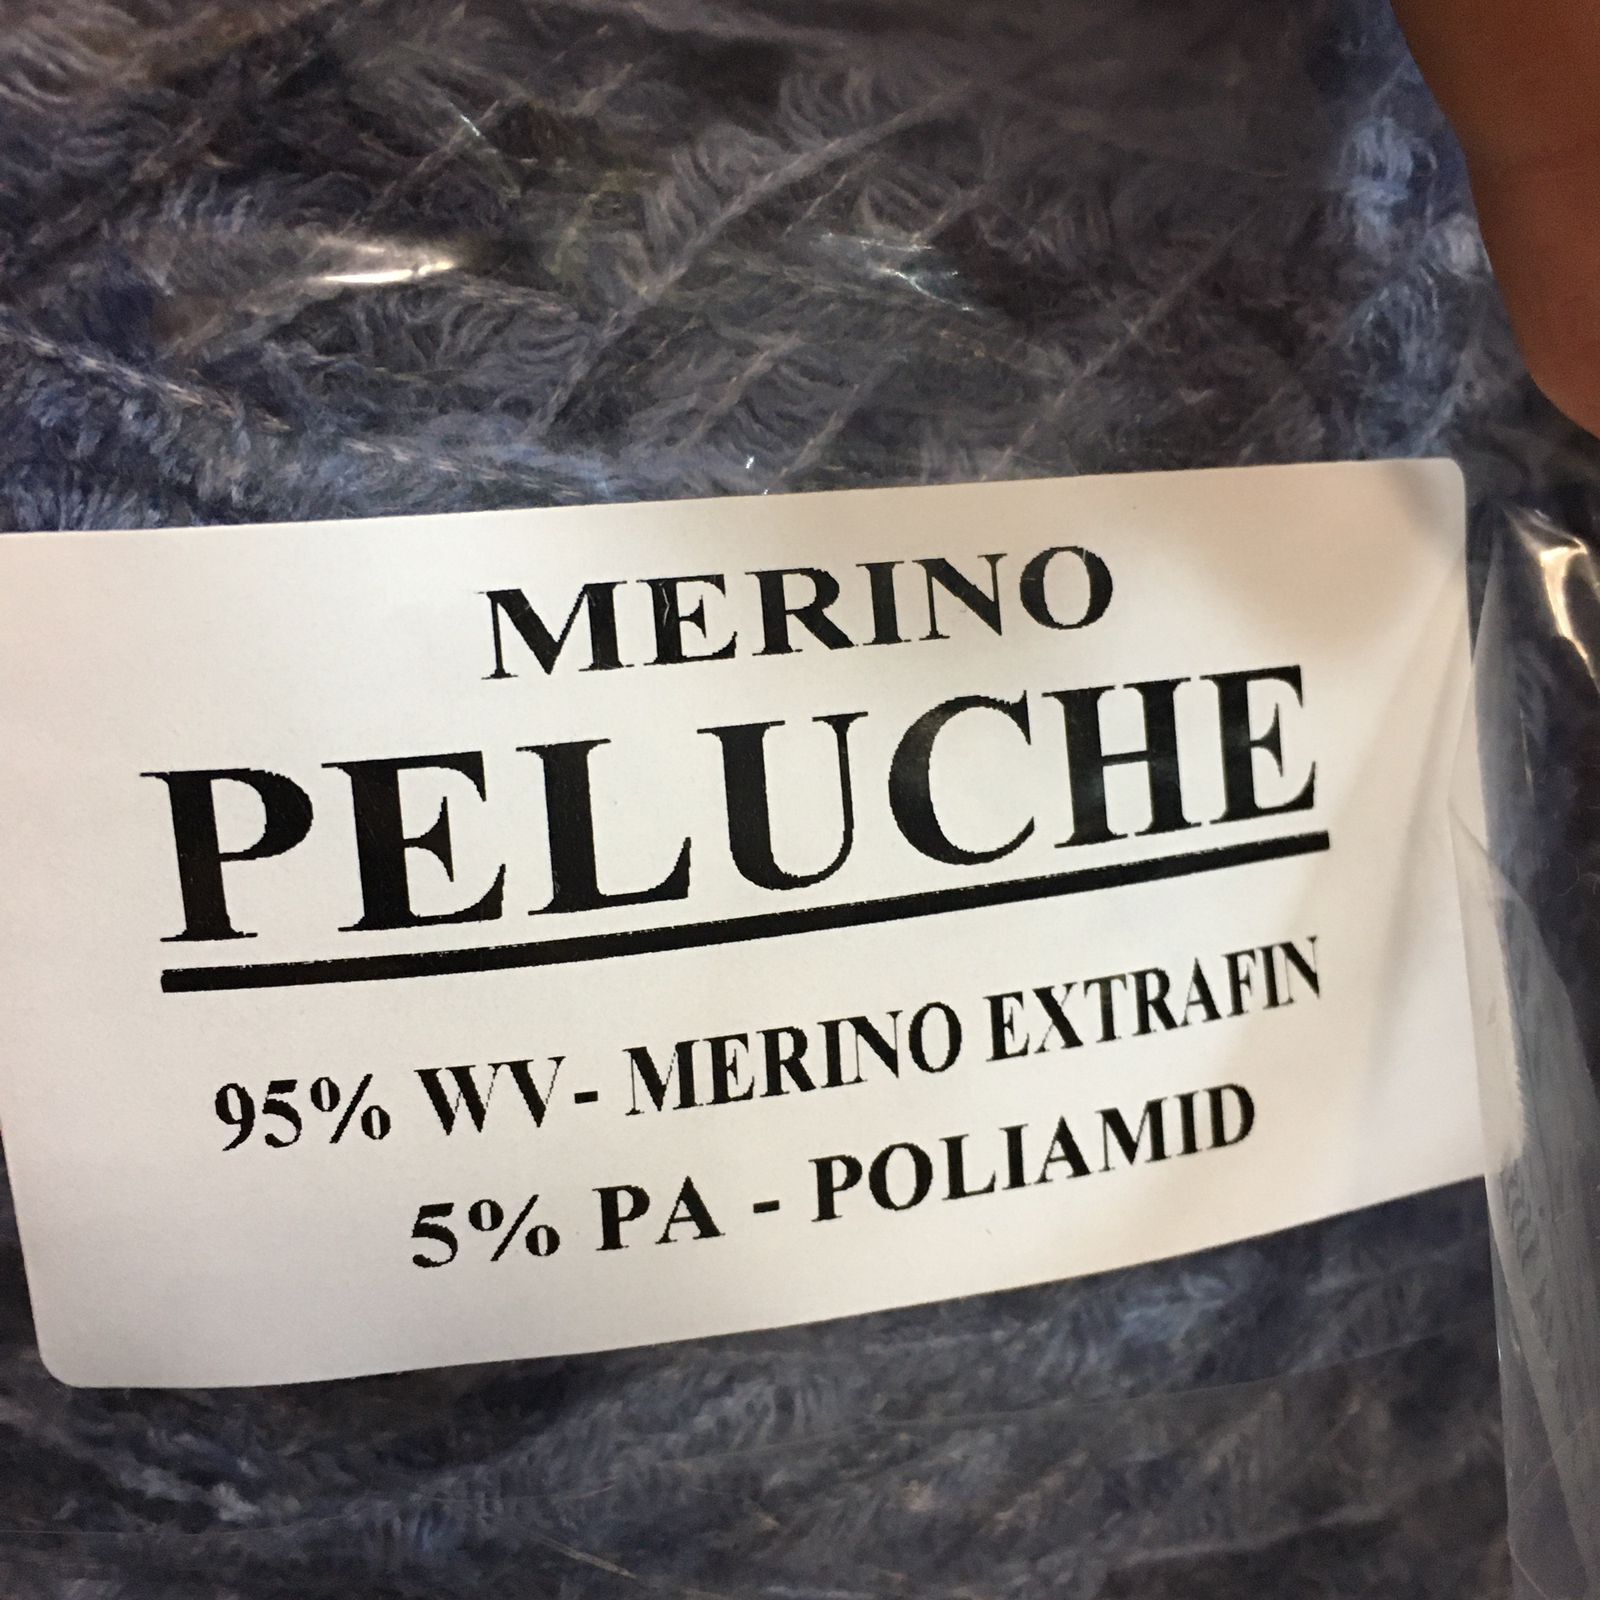 MERINO
PELUCHE
95% WV- MERINO EXTRAFIN
5% PA - POLIAMID